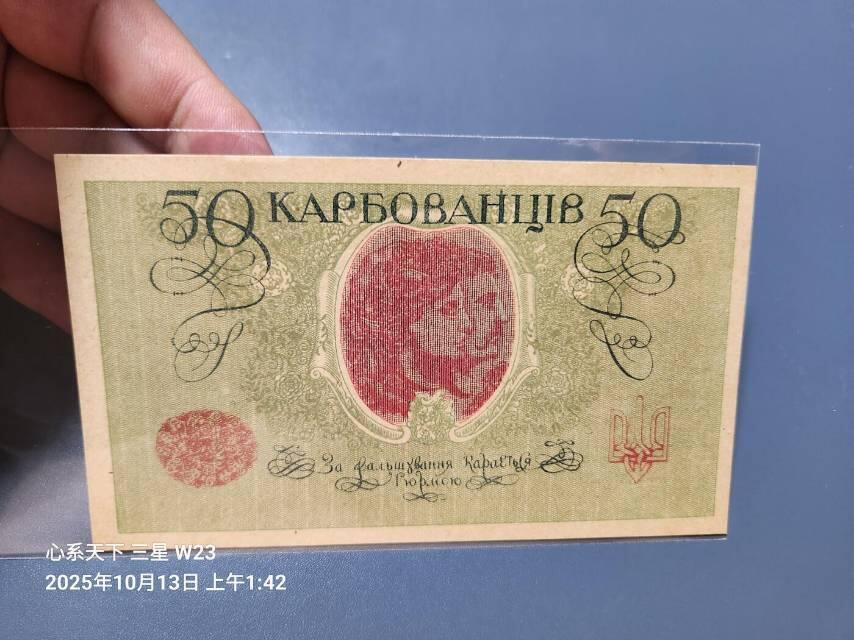 50 КАРБОВАНЦІВ 50
За фальшування карається
тюрмою
心系天下 三星 W23
2025年10月13日 上午1:42